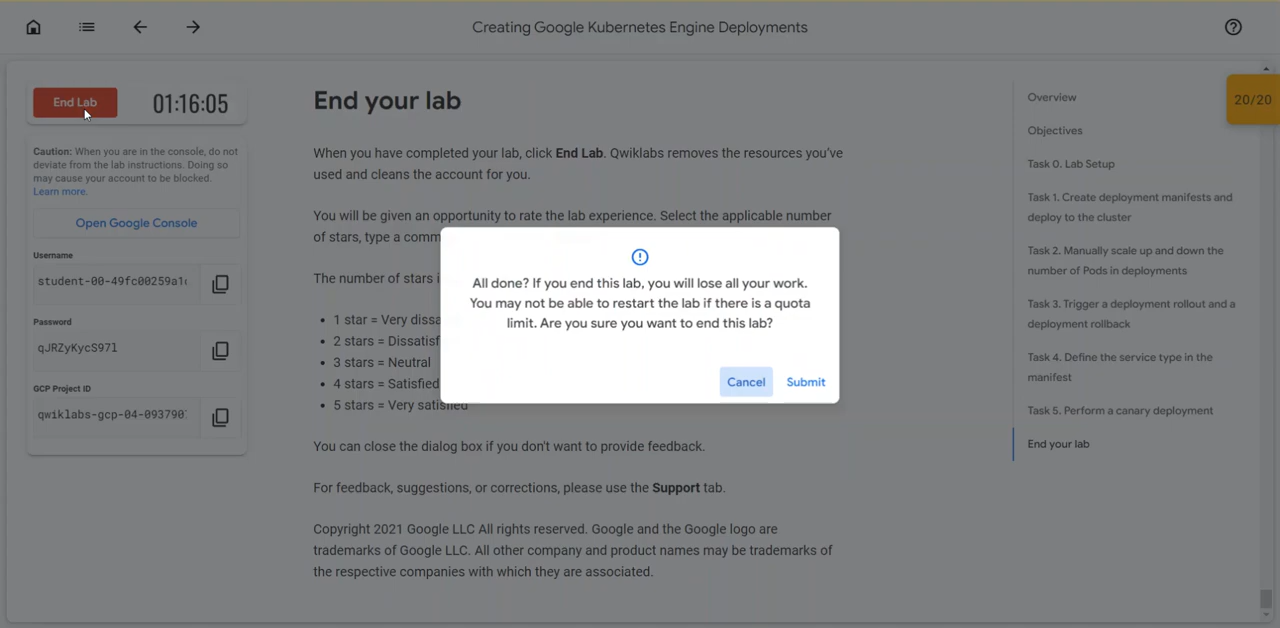 Creating Google Kubernetes Engine Deployments
End Lab
01:16:05
Caution: When you are in the console, do not
deviate from the lab instructions. Doing so
may cause your account to be blocked.
Learn more.
Open Google Console
Username
student-00-49fc00259a1
Password
qJRZyKycS97l
GCP Project ID
qwiklabs-gcp-04-093790
End your lab
When you have completed your lab, click End Lab. Qwiklabs removes the resources you've
used and cleans the account for you.
You will be given an opportunity to rate the lab experience. Select the applicable number
of stars, type a comm
The number of stars i
• 1 star = Very dissa
• 2 stars = Dissatisf
• 3 stars = Neutral
• 4 stars = Satisfied
• 5 stars = Very satisfied
You can close the dialog box if you don't want to provide feedback.
For feedback, suggestions, or corrections, please use the Support tab.
Copyright 2021 Google LLC All rights reserved. Google and the Google logo are
trademarks of Google LLC. All other company and product names may be trademarks of
the respective companies with which they are associated.
All done? If you end this lab, you will lose all your work.
You may not be able to restart the lab if there is a quota
limit. Are you sure you want to end this lab?
Cancel
Submit
Overview
Objectives
Task 0. Lab Setup
Task 1. Create deployment manifests and
deploy to the cluster
Task 2. Manually scale up and down the
number of Pods in deployments
Task 3. Trigger a deployment rollout and a
deployment rollback
Task 4. Define the service type in the
manifest
Task 5. Perform a canary deployment
End your lab
20/20